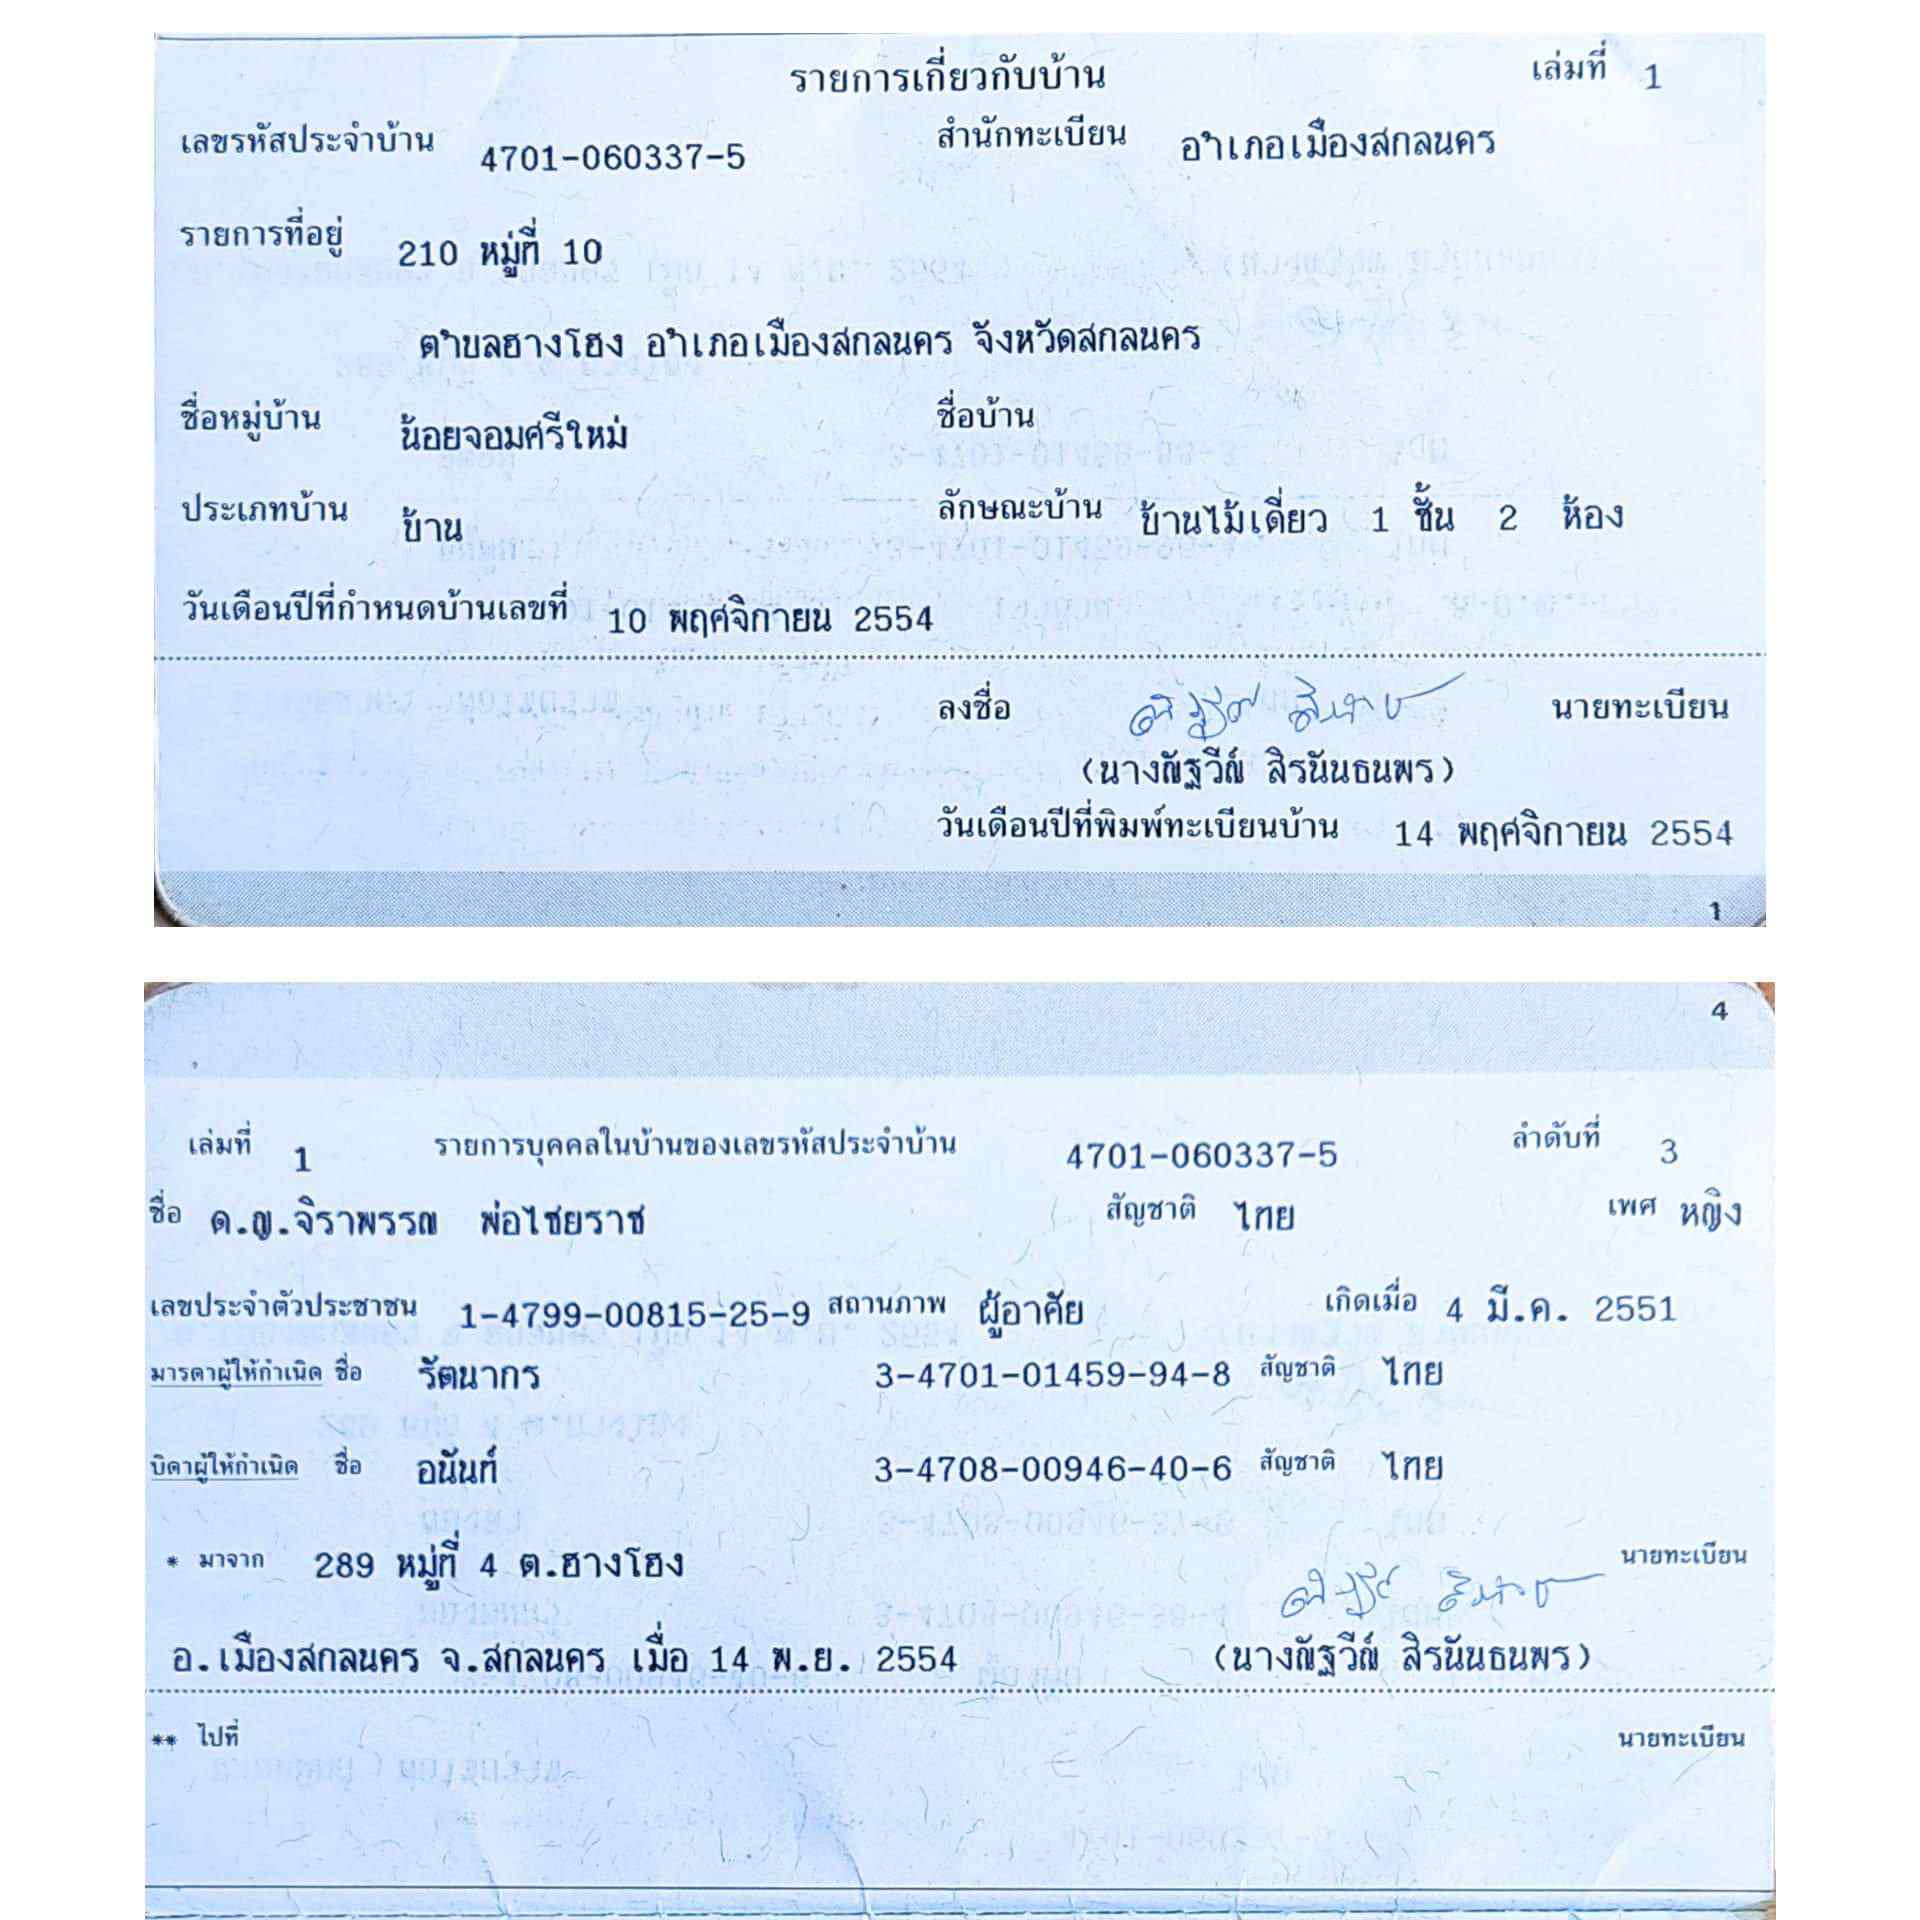 รายการเกี่ยวกับบ้าน เล่มที่ 1
เลขรหัสประจำบ้าน 4701-060337-5 สำนักทะเบียน อำเภอเมืองสกลนคร
รายการที่อยู่ 210 หมู่ที่ 10
ตำบลฮางโฮง อำเภอเมืองสกลนคร จังหวัดสกลนคร
ชื่อหมู่บ้าน น้อยจอมศรีใหม่ ชื่อบ้าน
ประเภทบ้าน บ้าน ลักษณะบ้าน บ้านไม้เดี่ยว 1 ชั้น 2 ห้อง
วันเดือนปีที่กำหนดบ้านเลขที่ 10 พฤศจิกายน 2554
ลงชื่อ นายทะเบียน
(นางณัฐวีณ์ สิรนันธนพร)
วันเดือนปีที่พิมพ์ทะเบียนบ้าน 14 พฤศจิกายน 2554
1
4
เล่มที่ 1 รายการบุคคลในบ้านของเลขรหัสประจำบ้าน 4701-060337-5 ลำดับที่ 3
ชื่อ ด.ญ.จิราพรรณ พ่อไชยราช สัญชาติ ไทย เพศ หญิง
เลขประจำตัวประชาชน 1-4799-00815-25-9 สถานภาพ ผู้อาศัย เกิดเมื่อ 4 มี.ค. 2551
มารดาผู้ให้กำเนิด ชื่อ รัตนากร 3-4701-01459-94-8 สัญชาติ ไทย
บิดาผู้ให้กำเนิด ชื่อ อนันท์ 3-4708-00946-40-6 สัญชาติ ไทย
* มาจาก 289 หมู่ที่ 4 ต.ฮางโฮง นายทะเบียน
อ.เมืองสกลนคร จ.สกลนคร เมื่อ 14 พ.ย. 2554 (นางณัฐวีณ์ สิรนันธนพร)
** ไปที่ นายทะเบียน